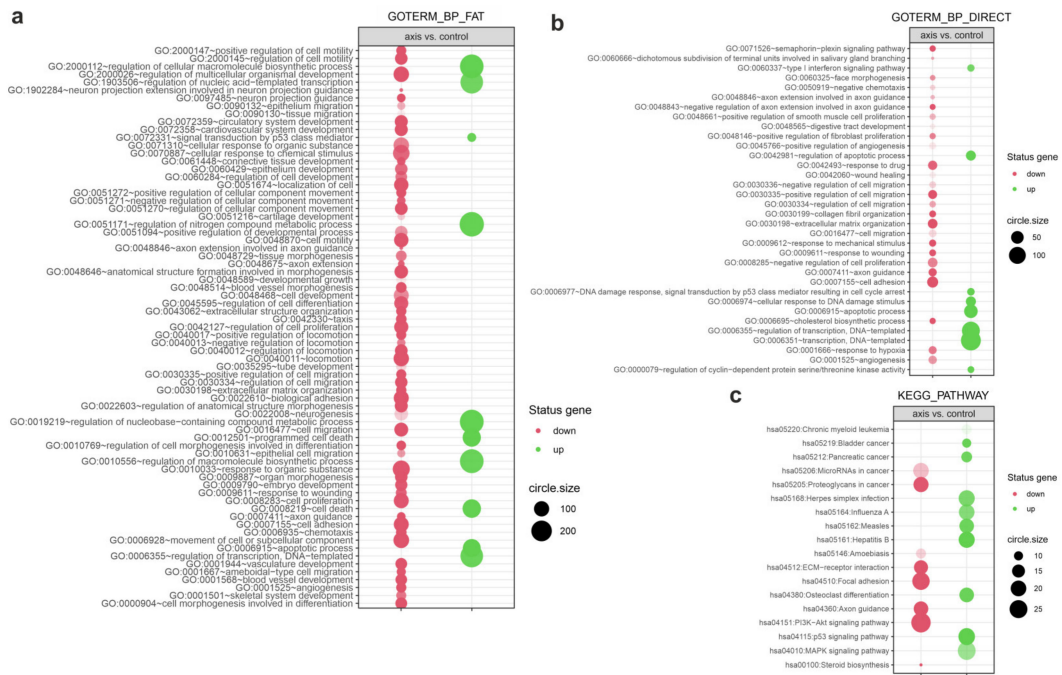 a
GOTERM_BP_FAT
axis vs. control
GO:2000147~positive regulation of cell motility
GO:2000145~regulation of cell motility
GO:2000112~regulation of cellular macromolecule biosynthetic process
GO:2000026~regulation of multicellular organismal development
GO:1903506~regulation of nucleic acid-templated transcription
GO:1902284~neuron projection extension involved in neuron projection guidance
GO:0097485~neuron projection guidance
GO:0090132~epithelium migration
GO:0090130~tissue migration
GO:0072359~circulatory system development
GO:0072358~cardiovascular system development
GO:0072331~signal transduction by p53 class mediator
GO:0071310~cellular response to organic substance
GO:0070887~cellular response to chemical stimulus
GO:0061448~connective tissue development
GO:0060429~epithelium development
GO:0060284~regulation of cell development
GO:0051674~localization of cell
GO:0051272~positive regulation of cellular component movement
GO:0051271~negative regulation of cellular component movement
GO:0051270~regulation of cellular component movement
GO:0051216~cartilage development
GO:0051171~regulation of nitrogen compound metabolic process
GO:0051094~positive regulation of developmental process
GO:0048870~cell motility
GO:0048846~axon extension involved in axon guidance
GO:0048729~tissue morphogenesis
GO:0048675~axon extension
GO:0048646~anatomical structure formation involved in morphogenesis
GO:0048589~developmental growth
GO:0048514~blood vessel morphogenesis
GO:0048468~cell development
GO:0045595~regulation of cell differentiation
GO:0043062~extracellular structure organization
GO:0042330~taxis
GO:0042127~regulation of cell proliferation
GO:0040017~positive regulation of locomotion
GO:0040013~negative regulation of locomotion
GO:0040012~regulation of locomotion
GO:0040011~locomotion
GO:0035295~tube development
GO:0030335~positive regulation of cell migration
GO:0030334~regulation of cell migration
GO:0030198~extracellular matrix organization
GO:0022610~biological adhesion
GO:0022603~regulation of anatomical structure morphogenesis
GO:0022008~neurogenesis
GO:0019219~regulation of nucleobase-containing compound metabolic process
GO:0016477~cell migration
GO:0012501~programmed cell death
GO:0010769~regulation of cell morphogenesis involved in differentiation
GO:0010631~epithelial cell migration
GO:0010556~regulation of macromolecule biosynthetic process
GO:0010033~response to organic substance
GO:0009887~organ morphogenesis
GO:0009790~embryo development
GO:0009611~response to wounding
GO:0008283~cell proliferation
GO:0008219~cell death
GO:0007411~axon guidance
GO:0007155~cell adhesion
GO:0006935~chemotaxis
GO:0006928~movement of cell or subcellular component
GO:0006915~apoptotic process
GO:0006355~regulation of transcription, DNA-templated
GO:0001944~vasculature development
GO:0001667~ameboidal-type cell migration
GO:0001568~blood vessel development
GO:0001525~angiogenesis
GO:0001501~skeletal system development
GO:0000904~cell morphogenesis involved in differentiation
Status gene
down
up
circle.size
100
200
b
GOTERM_BP_DIRECT
axis vs. control
GO:0071526~semaphorin-plexin signaling pathway
GO:0060666~dichotomous subdivision of terminal units involved in salivary gland branching
GO:0060337~type I interferon signaling pathway
GO:0060325~face morphogenesis
GO:0050919~negative chemotaxis
GO:0048846~axon extension involved in axon guidance
GO:0048843~negative regulation of axon extension involved in axon guidance
GO:0048661~positive regulation of smooth muscle cell proliferation
GO:0048565~digestive tract development
GO:0048146~positive regulation of fibroblast proliferation
GO:0045766~positive regulation of angiogenesis
GO:0042981~regulation of apoptotic process
GO:0042493~response to drug
GO:0042060~wound healing
GO:0030336~negative regulation of cell migration
GO:0030335~positive regulation of cell migration
GO:0030334~regulation of cell migration
GO:0030199~collagen fibril organization
GO:0030198~extracellular matrix organization
GO:0016477~cell migration
GO:0009612~response to mechanical stimulus
GO:0009611~response to wounding
GO:0008285~negative regulation of cell proliferation
GO:0007411~axon guidance
GO:0007155~cell adhesion
GO:0006977~DNA damage response, signal transduction by p53 class mediator resulting in cell cycle arrest
GO:0006974~cellular response to DNA damage stimulus
GO:0006915~apoptotic process
GO:0006695~cholesterol biosynthetic process
GO:0006355~regulation of transcription, DNA-templated
GO:0006351~transcription, DNA-templated
GO:0001666~response to hypoxia
GO:0001525~angiogenesis
GO:0000079~regulation of cyclin-dependent protein serine/threonine kinase activity
Status gene
down
up
circle.size
50
100
c
KEGG_PATHWAY
axis vs. control
hsa05220:Chronic myeloid leukemia
hsa05219:Bladder cancer
hsa05212:Pancreatic cancer
hsa05206:MicroRNAs in cancer
hsa05205:Proteoglycans in cancer
hsa05168:Herpes simplex infection
hsa05164:Influenza A
hsa05162:Measles
hsa05161:Hepatitis B
hsa05146:Amoebiasis
hsa04512:ECM-receptor interaction
hsa04510:Focal adhesion
hsa04380:Osteoclast differentiation
hsa04360:Axon guidance
hsa04151:PI3K-Akt signaling pathway
hsa04115:p53 signaling pathway
hsa04010:MAPK signaling pathway
hsa00100:Steroid biosynthesis
Status gene
down
up
circle.size
10
15
20
25